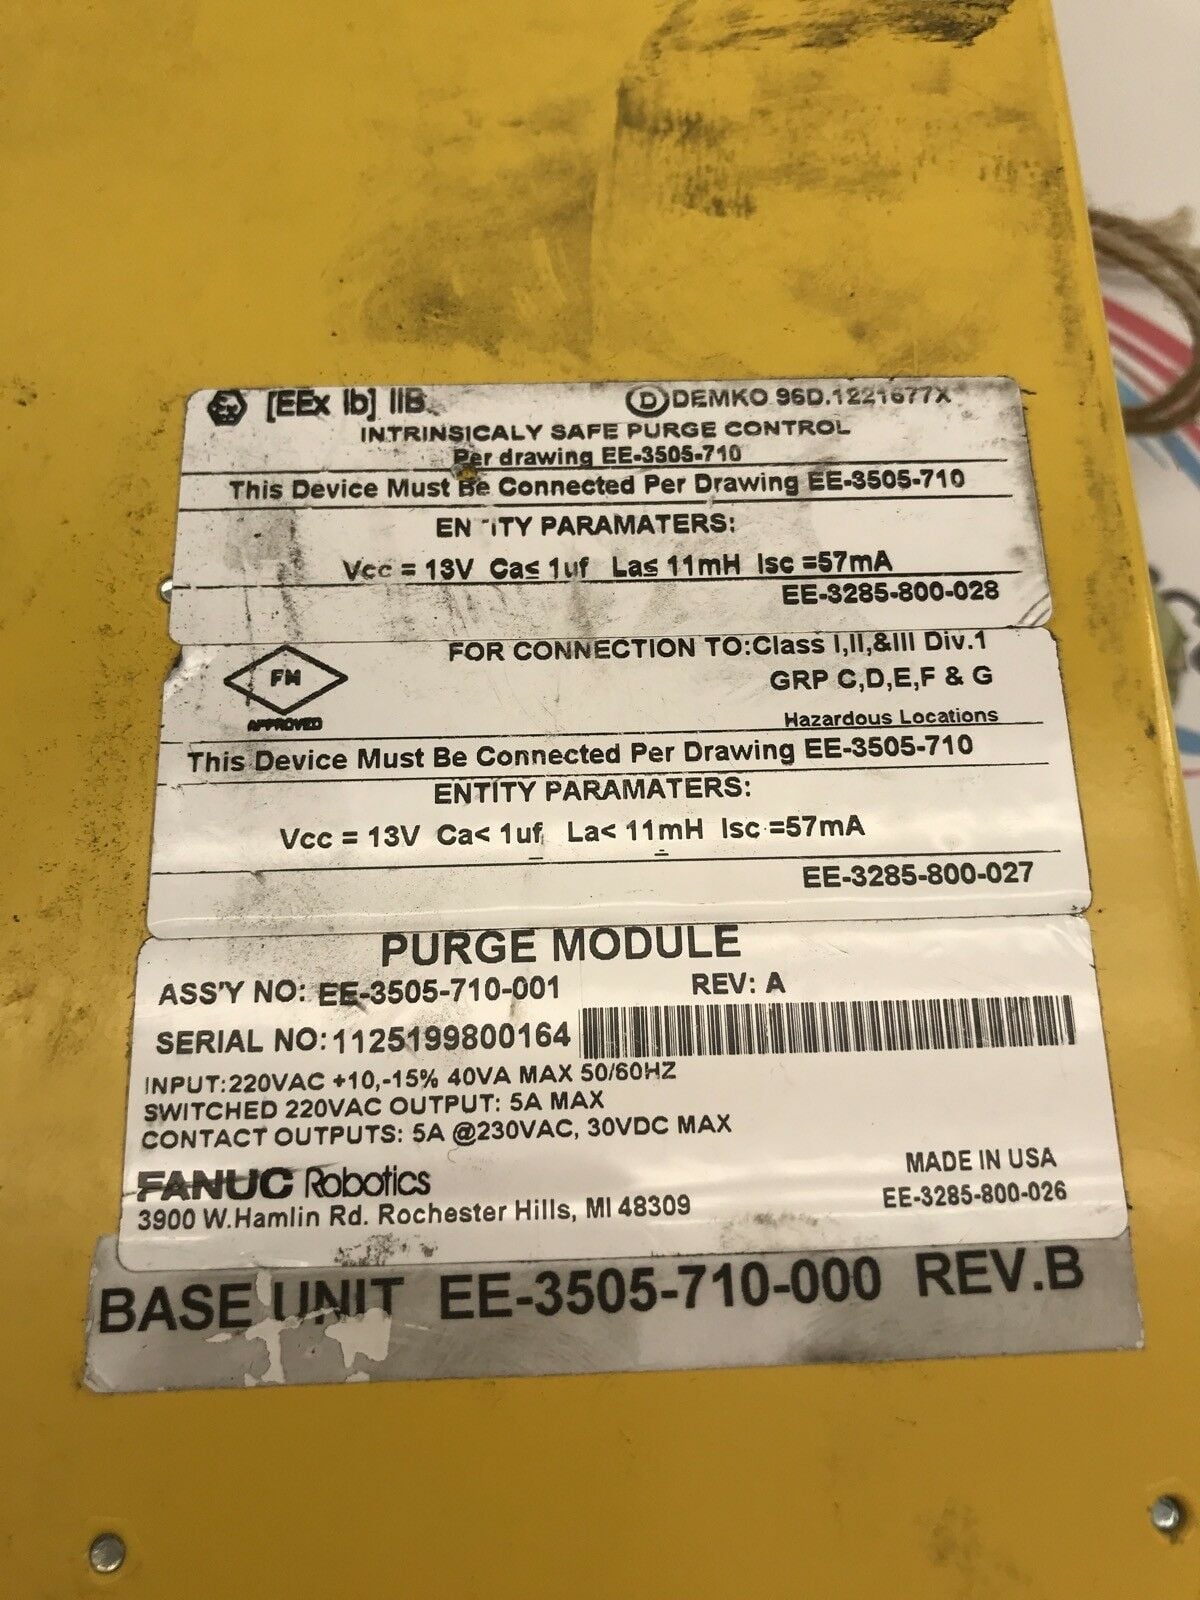 Ex [EEx ib] IIB. D DEMKO 96D.1221677X
INTRINSICALY SAFE PURGE CONTROL
Per drawing EE-3505-710
This Device Must Be Connected Per Drawing EE-3505-710
ENTITY PARAMATERS:
Vcc = 13V Ca≤ 1uf La≤ 11mH Isc =57mA
EE-3285-800-028
FM
APPROVED
FOR CONNECTION TO:Class I,II,&III Div.1
GRP C,D,E,F & G
Hazardous Locations
This Device Must Be Connected Per Drawing EE-3505-710
ENTITY PARAMATERS:
Vcc = 13V Ca< 1uf La< 11mH Isc =57mA
EE-3285-800-027
PURGE MODULE
ASS'Y NO: EE-3505-710-001 REV: A
SERIAL NO: 1125199800164
INPUT:220VAC +10,-15% 40VA MAX 50/60HZ
SWITCHED 220VAC OUTPUT: 5A MAX
CONTACT OUTPUTS: 5A @230VAC, 30VDC MAX
FANUC Robotics MADE IN USA
3900 W.Hamlin Rd. Rochester Hills, MI 48309 EE-3285-800-026
BASE UNIT EE-3505-710-000 REV.B